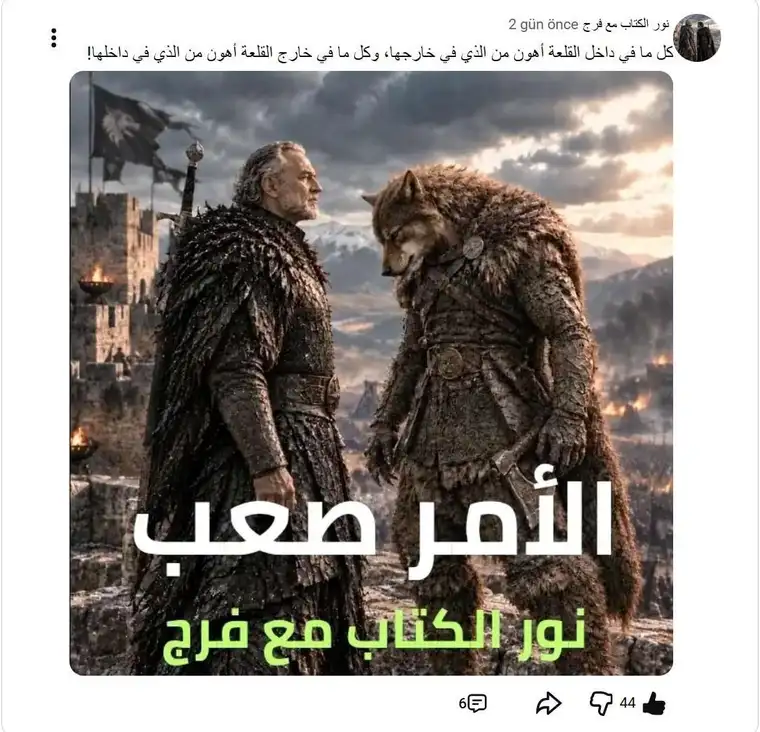 نور الكتاب مع فرج 2 gün önce
كل ما في داخل القلعة أهون من الذي في خارجها، وكل ما في خارج القلعة أهون من الذي في داخلها!
الأمر صعب
نور الكتاب مع فرج
44
6